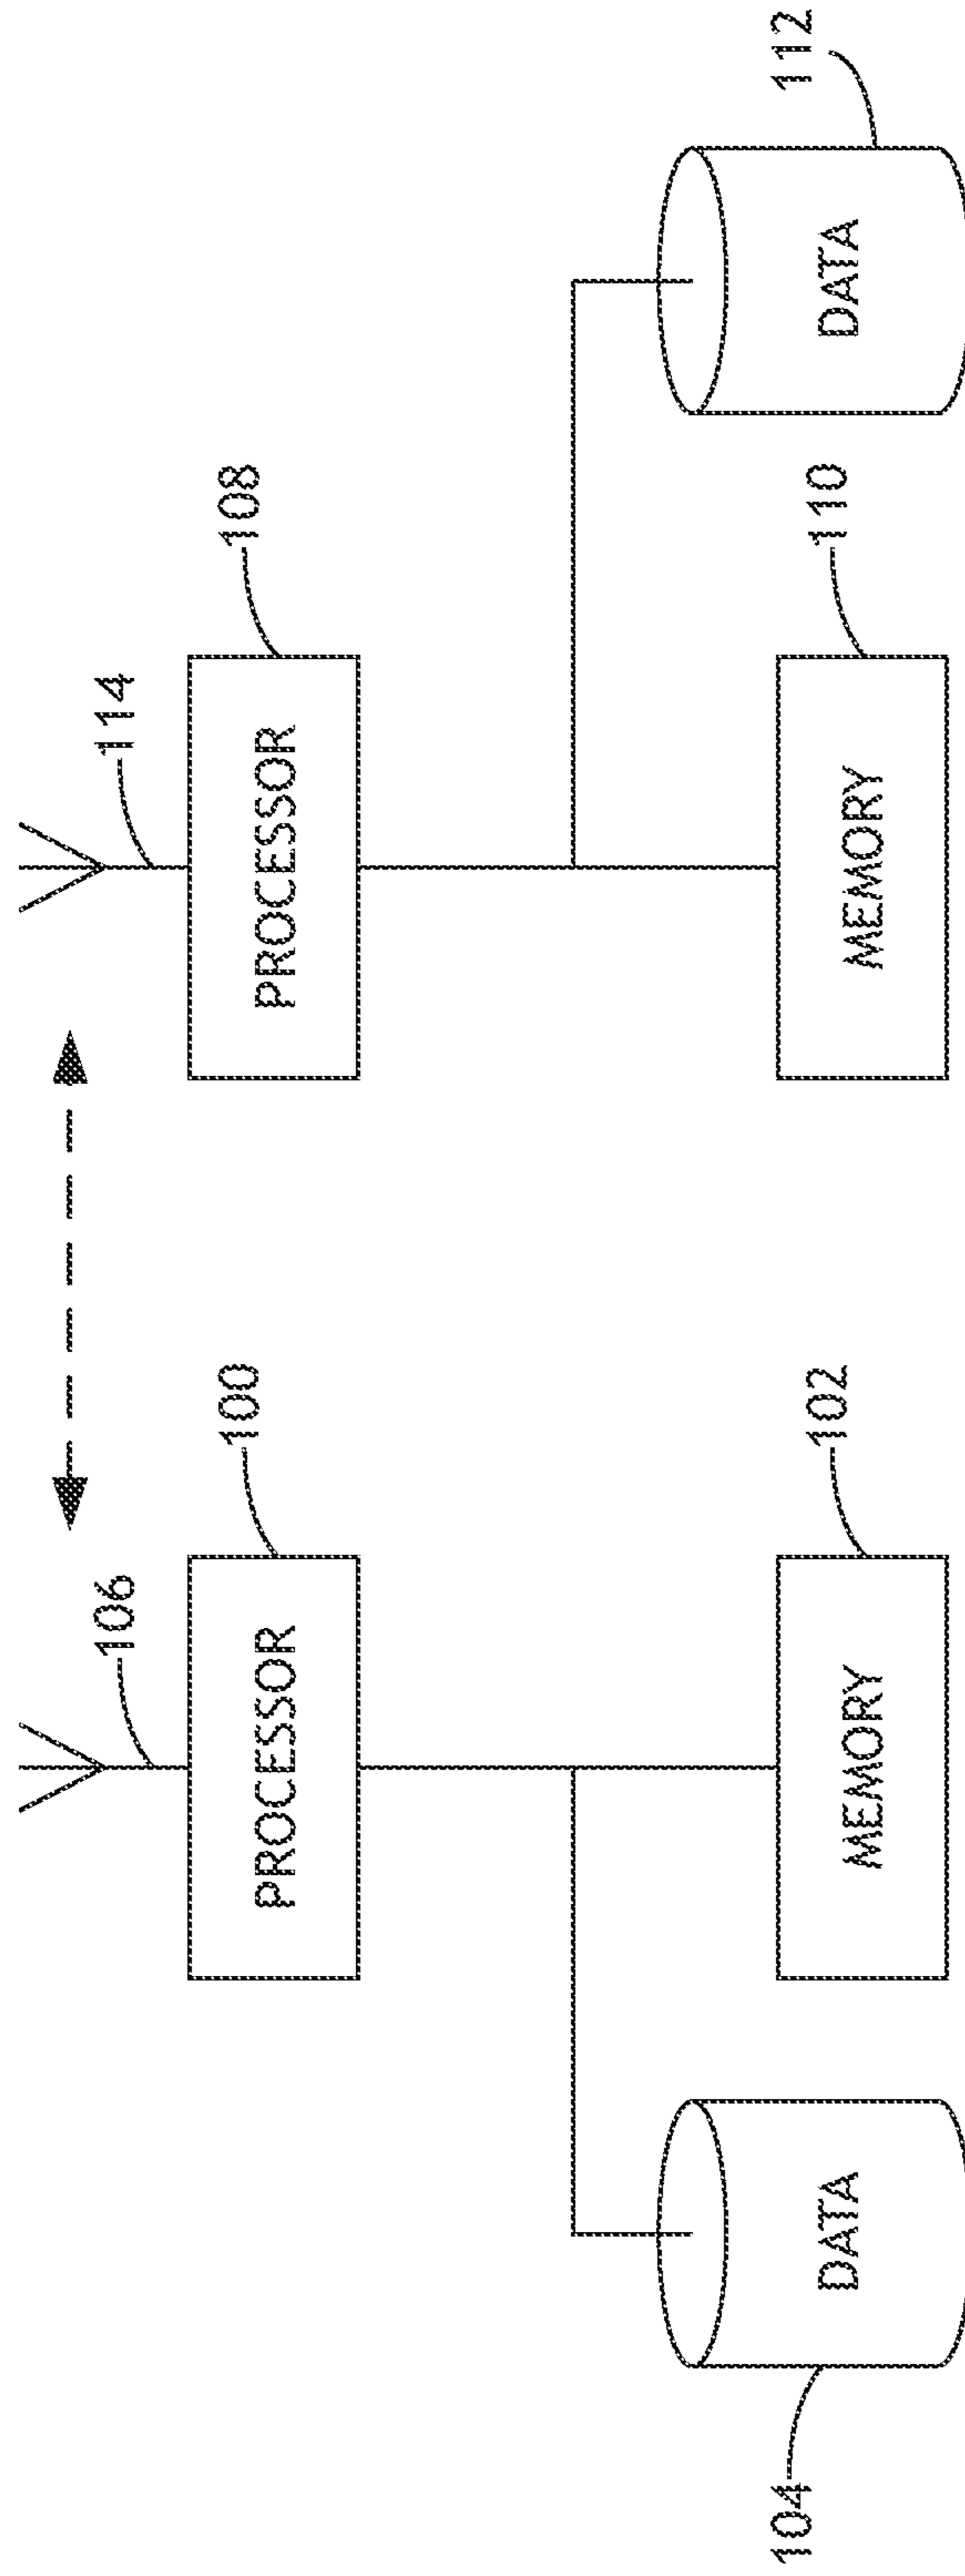 106
114
PROCESSOR
100
PROCESSOR
108
104
DATA
MEMORY
102
MEMORY
110
DATA
112